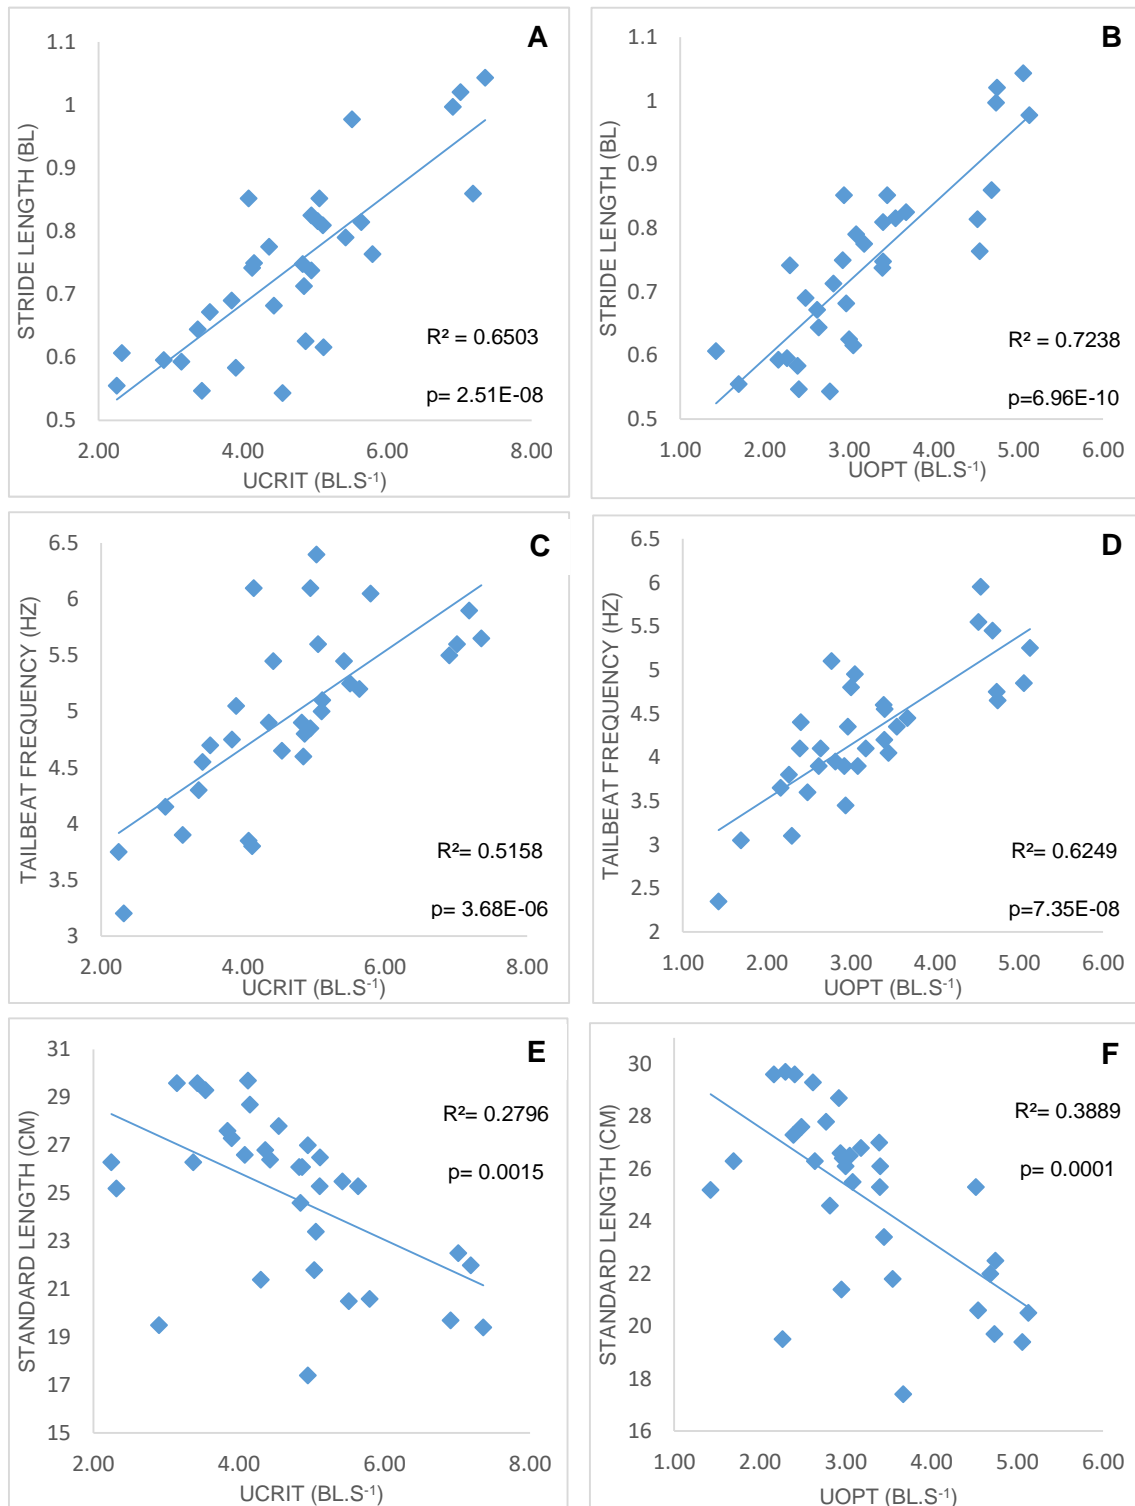 A
STRIDE LENGTH (BL)
1.1
1
0.9
0.8
0.7
0.6
0.5
R² = 0.6503
p= 2.51E-08
2.00 4.00 6.00 8.00
UCRIT (BL.S⁻¹)
B
STRIDE LENGTH (BL)
1.1
1
0.9
0.8
0.7
0.6
0.5
R² = 0.7238
p=6.96E-10
1.00 2.00 3.00 4.00 5.00 6.00
UOPT (BL.S⁻¹)
C
TAILBEAT FREQUENCY (HZ)
6.5
6
5.5
5
4.5
4
3.5
3
R²= 0.5158
p= 3.68E-06
2.00 4.00 6.00 8.00
UCRIT (BL.S⁻¹)
D
TAILBEAT FREQUENCY (HZ)
6.5
6
5.5
5
4.5
4
3.5
3
2.5
2
R²= 0.6249
p=7.35E-08
1.00 2.00 3.00 4.00 5.00 6.00
UOPT (BL.S⁻¹)
E
STANDARD LENGTH (CM)
31
29
27
25
23
21
19
17
15
R²= 0.2796
p= 0.0015
2.00 4.00 6.00 8.00
UCRIT (BL.S⁻¹)
F
STANDARD LENGTH (CM)
30
28
26
24
22
20
18
16
R²= 0.3889
p= 0.0001
1.00 2.00 3.00 4.00 5.00 6.00
UOPT (BL.S⁻¹)